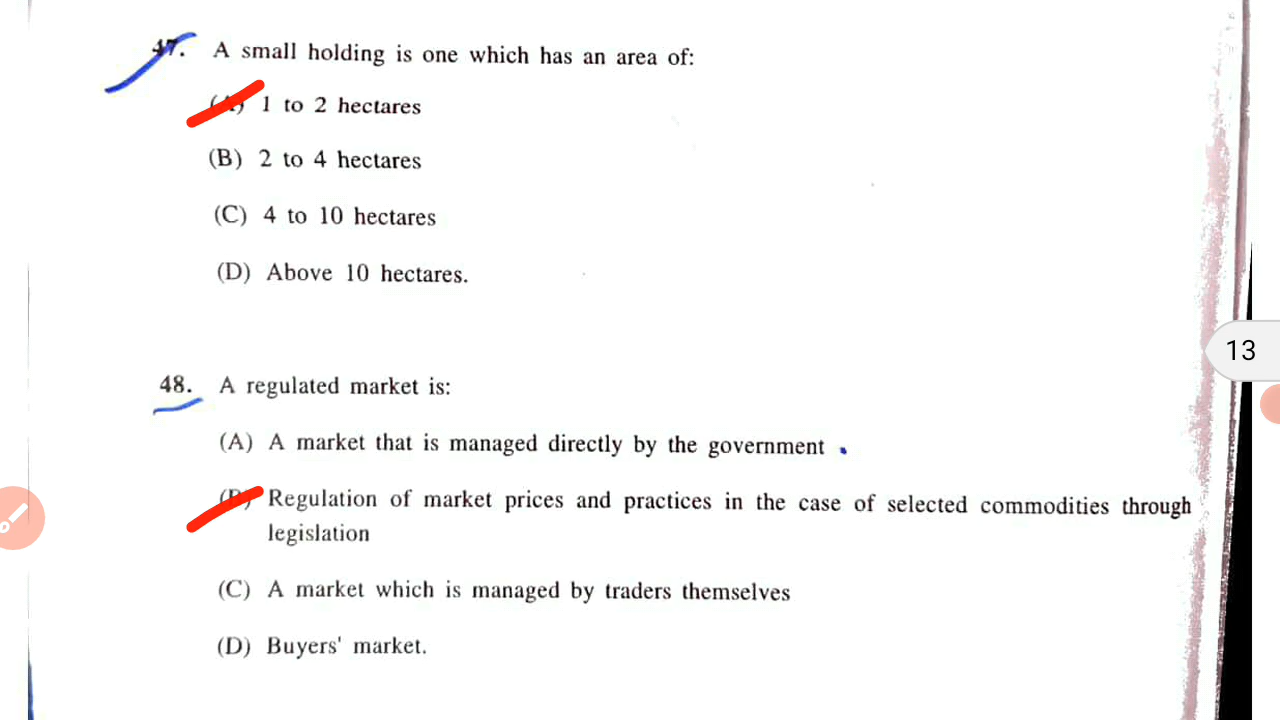 47. A small holding is one which has an area of:
(A) 1 to 2 hectares
(B) 2 to 4 hectares
(C) 4 to 10 hectares
(D) Above 10 hectares.
13
48. A regulated market is:
(A) A market that is managed directly by the government
(B) Regulation of market prices and practices in the case of selected commodities through
legislation
(C) A market which is managed by traders themselves
(D) Buyers' market.